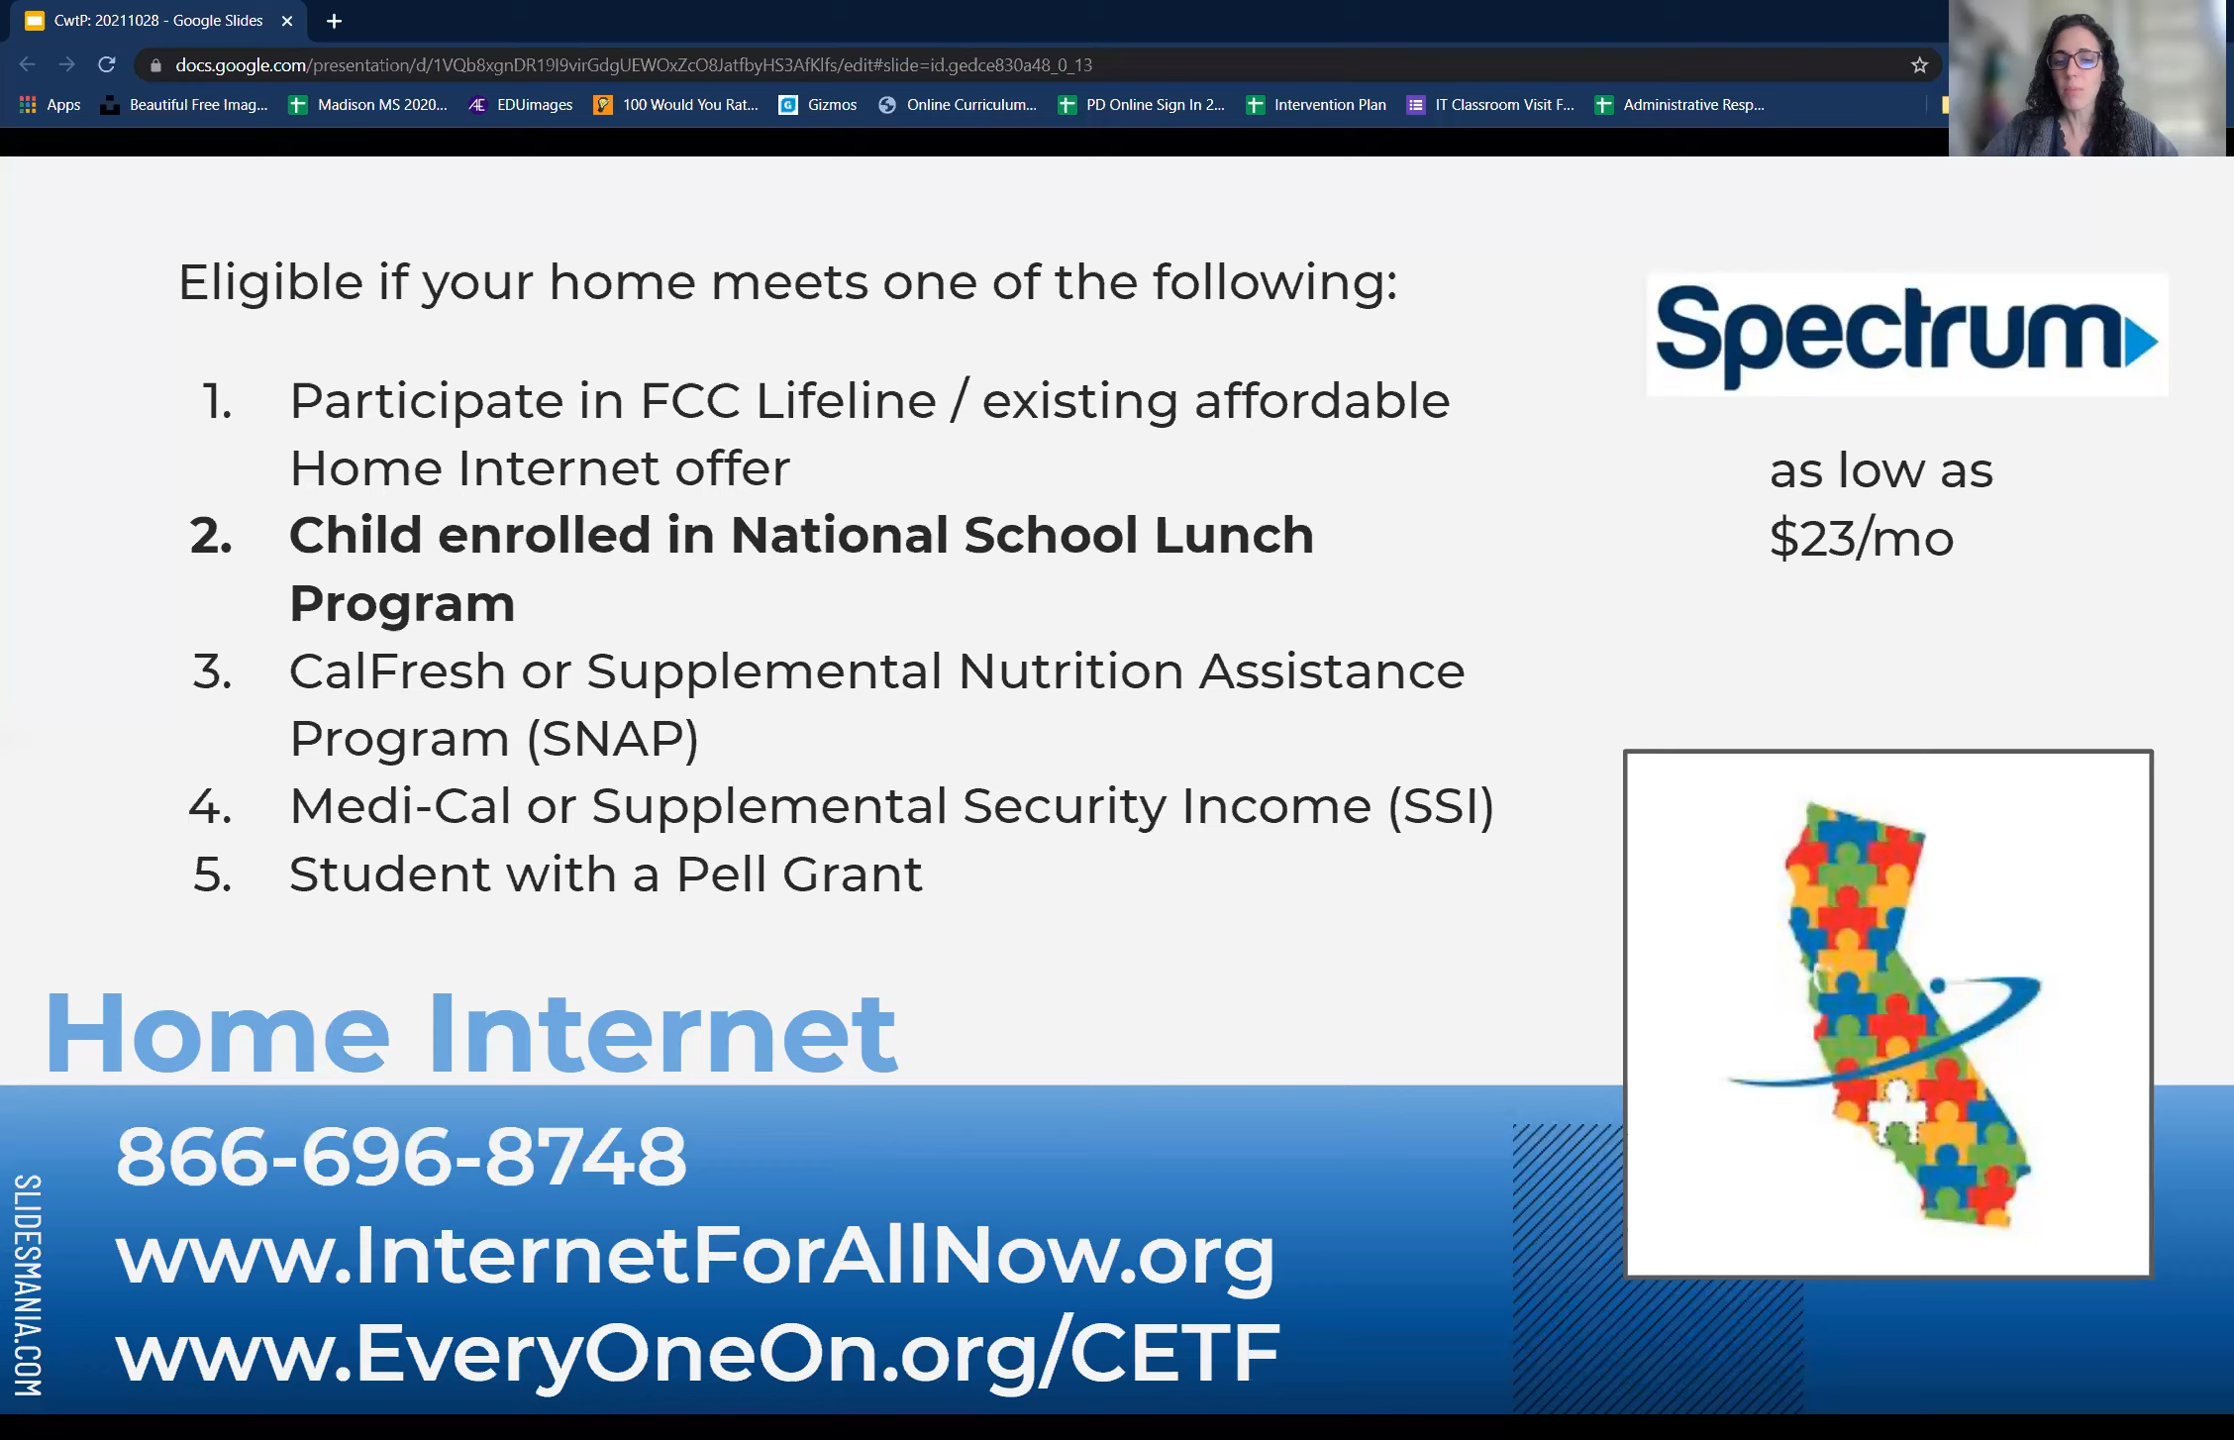 CwtP: 20211028 - Google Slides
docs.google.com/presentation/d/1VQb8xgnDR19I9virGdgUEWOxZcO8JatfbyHS3AfKlfs/edit#slide=id.gedce830a48_0_13
Apps Beautiful Free Imag... Madison MS 2020... EDUimages 100 Would You Rat... Gizmos Online Curriculum... PD Online Sign In 2... Intervention Plan IT Classroom Visit F... Administrative Resp...
Eligible if your home meets one of the following:
1. Participate in FCC Lifeline / existing affordable
Home Internet offer
2. Child enrolled in National School Lunch
Program
3. CalFresh or Supplemental Nutrition Assistance
Program (SNAP)
4. Medi-Cal or Supplemental Security Income (SSI)
5. Student with a Pell Grant
Spectrum
as low as
$23/mo
Home Internet
866-696-8748
www.InternetForAllNow.org
www.EveryOneOn.org/CETF
SLIDESMANIA.COM